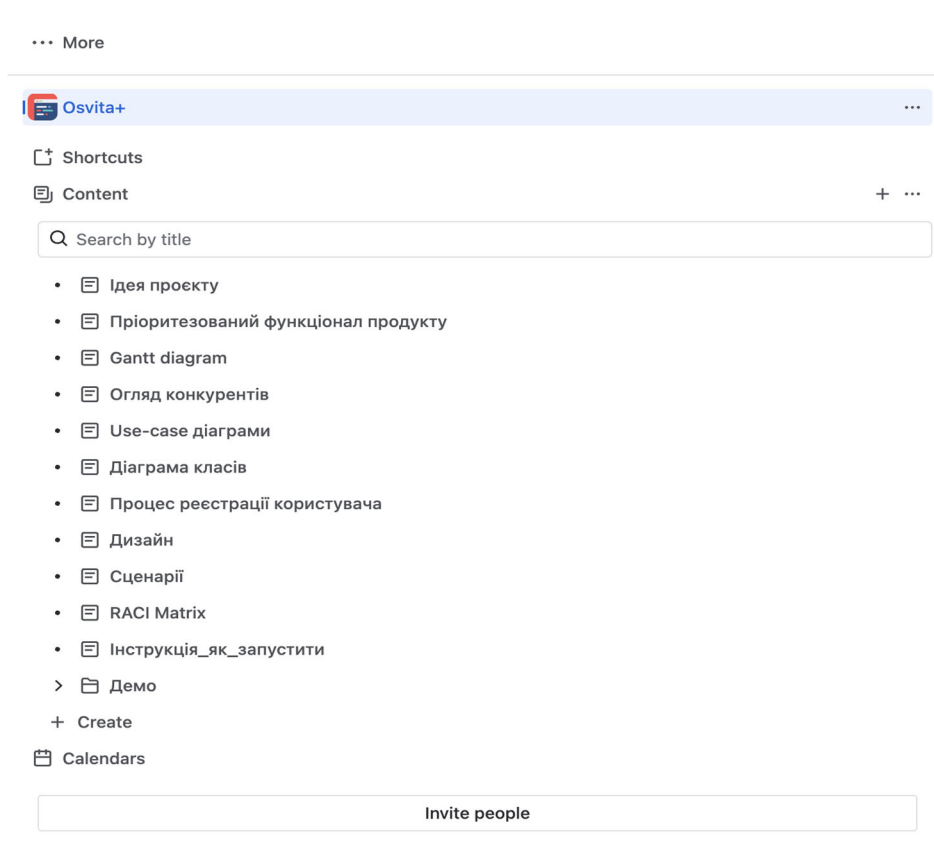 More
Osvita+
Shortcuts
Content
Search by title
Ідея проєкту
Пріоритезований функціонал продукту
Gantt diagram
Огляд конкурентів
Use-case діаграми
Діаграма класів
Процес реєстрації користувача
Дизайн
Сценарії
RACI Matrix
Інструкція_як_запустити
Демо
Create
Calendars
Invite people